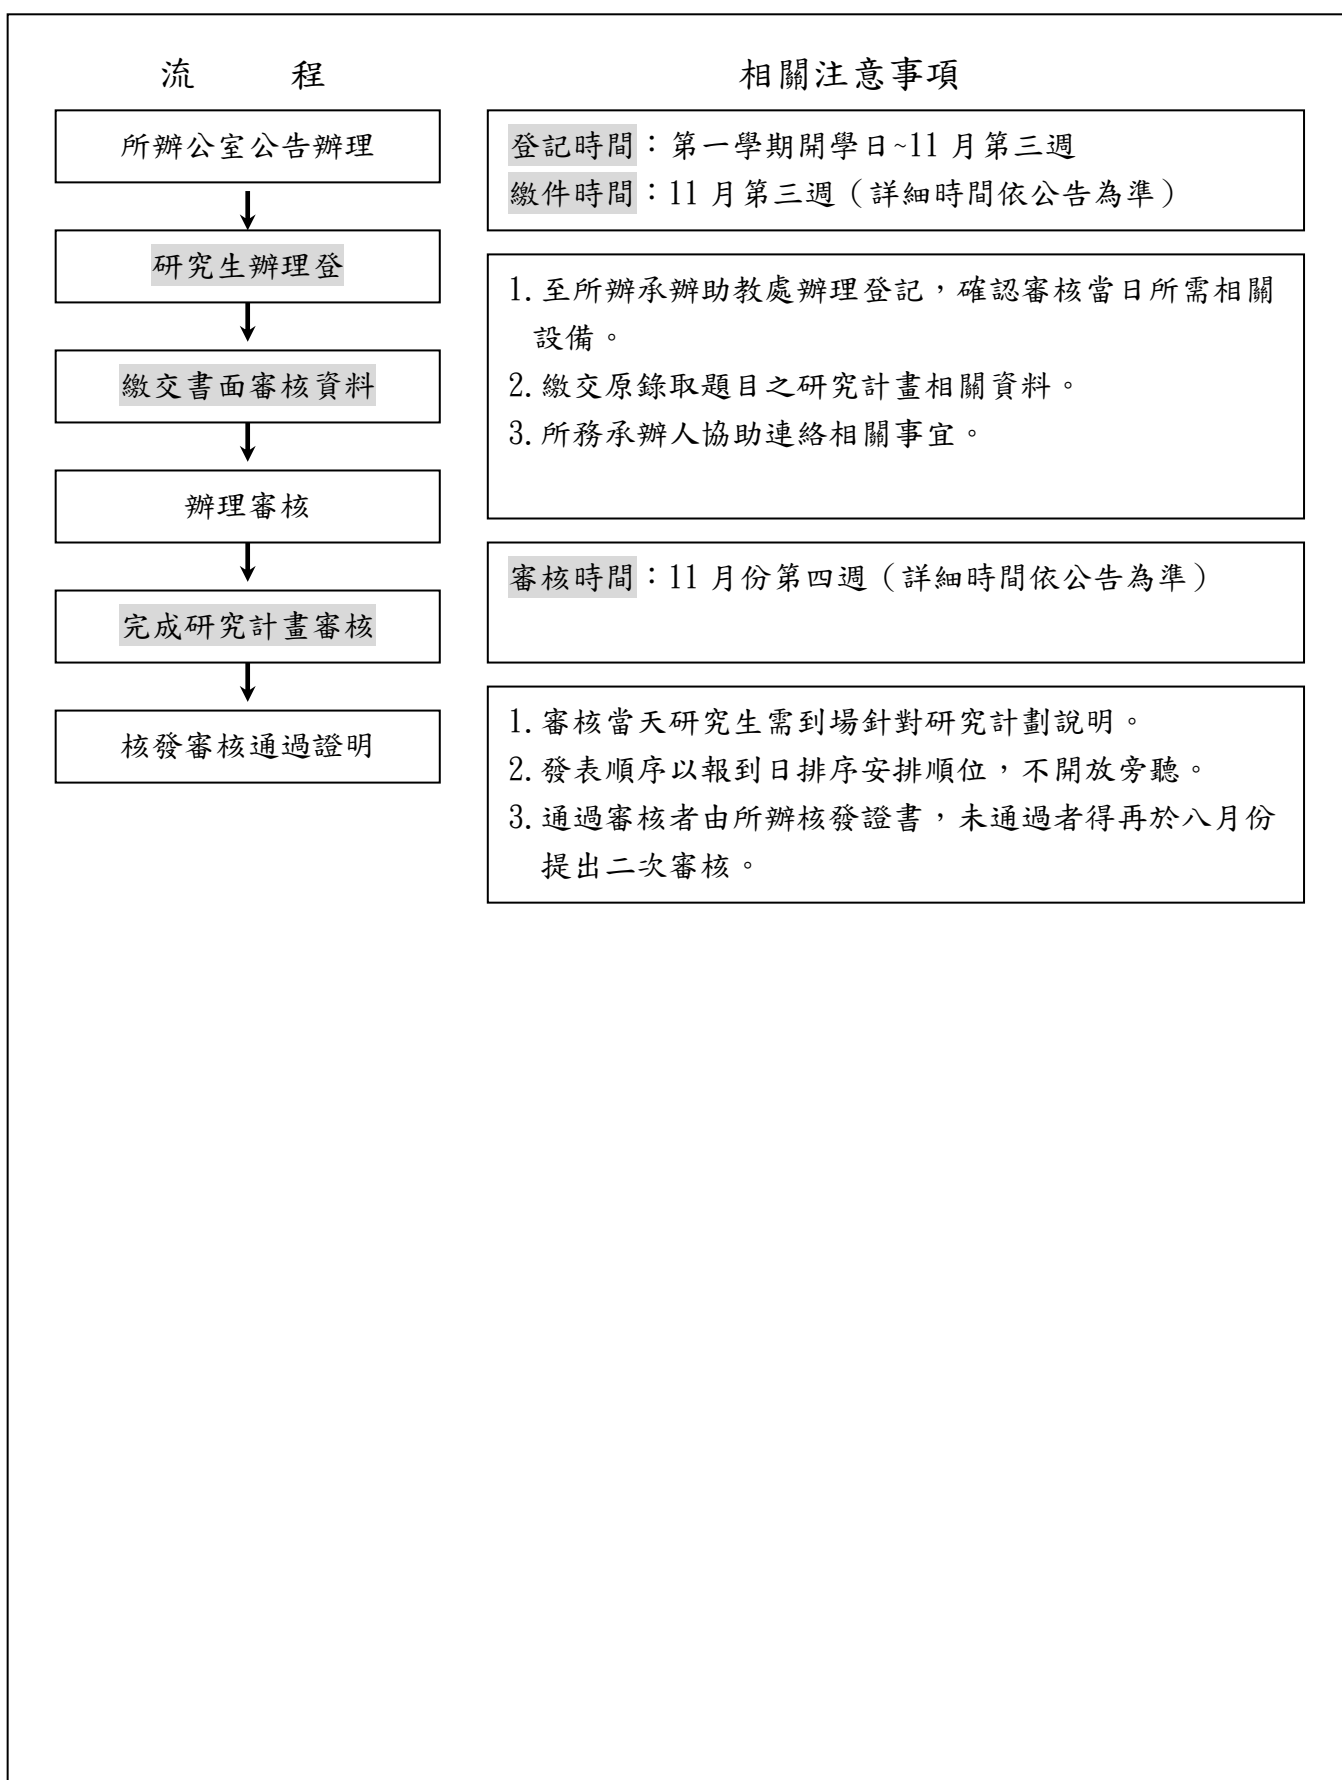 流　　程
所辦公室公告辦理
研究生辦理登
繳交書面審核資料
辦理審核
完成研究計畫審核
核發審核通過證明
相關注意事項
登記時間：第一學期開學日~11月第三週
繳件時間：11月第三週（詳細時間依公告為準）
1.至所辦承辦助教處辦理登記，確認審核當日所需相關
設備。
2.繳交原錄取題目之研究計畫相關資料。
3.所務承辦人協助連絡相關事宜。
審核時間：11月份第四週（詳細時間依公告為準）
1.審核當天研究生需到場針對研究計劃說明。
2.發表順序以報到日排序安排順位，不開放旁聽。
3.通過審核者由所辦核發證書，未通過者得再於八月份
提出二次審核。